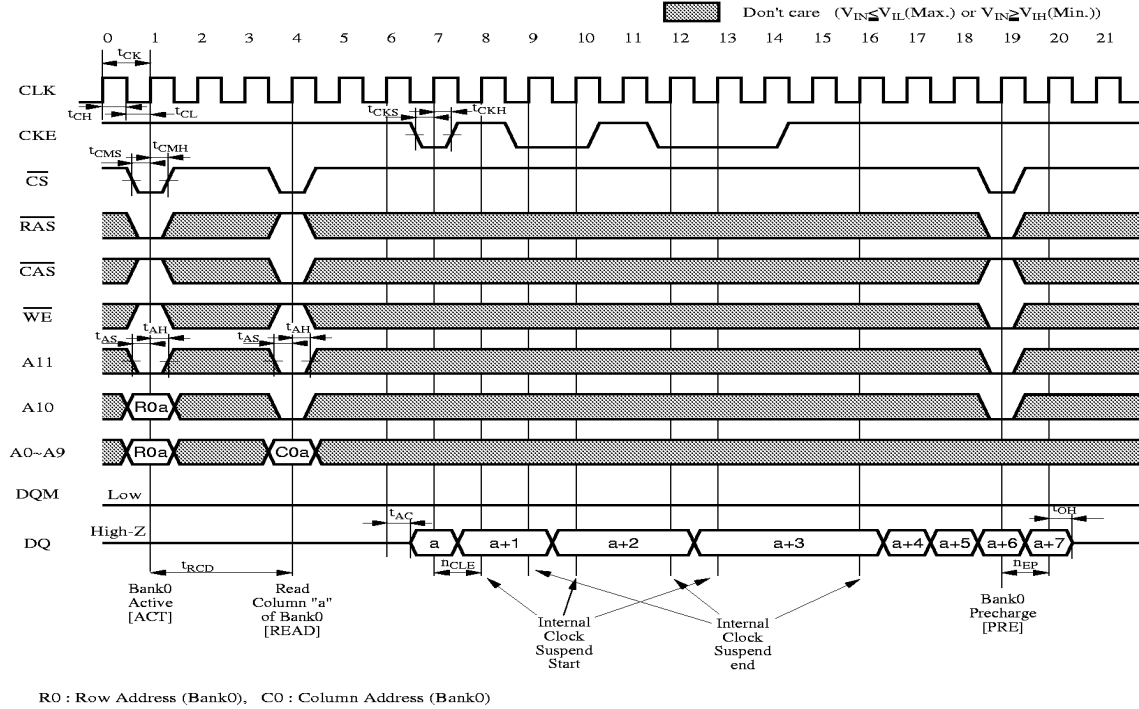 Don't care (VIN≦VIL(Max.) or VIN≧VIH(Min.))
0 1 2 3 4 5 6 7 8 9 10 11 12 13 14 15 16 17 18 19 20 21
tCK
CLK
tCH tCL tCKS tCKH
CKE
tCMS tCMH
CS
RAS
CAS
WE
tAS tAH tAS tAH
A11
A10 R0a
A0~A9 R0a C0a
DQM Low
tAC tOH
High-Z
DQ a a+1 a+2 a+3 a+4 a+5 a+6 a+7
tRCD nCLE nEP
Bank0
Active
[ACT]
Read
Column "a"
of Bank0
[READ]
Internal
Clock
Suspend
Start
Internal
Clock
Suspend
end
Bank0
Precharge
[PRE]
R0 : Row Address (Bank0), C0 : Column Address (Bank0)